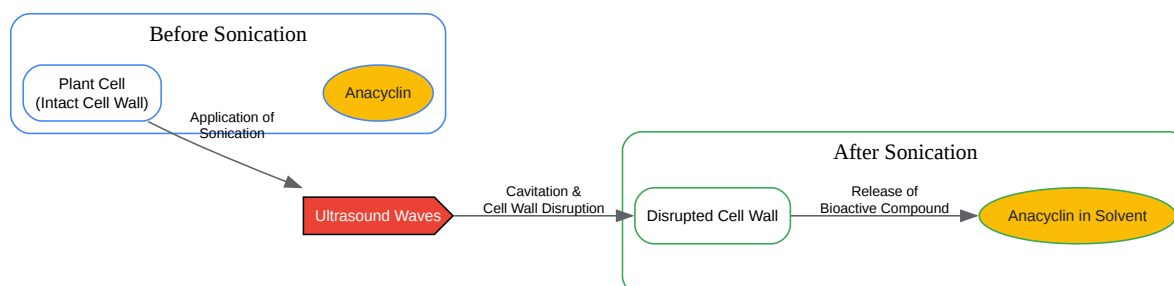 Before Sonication
Plant Cell
(Intact Cell Wall)
Anacyclin
Application of
Sonication
Ultrasound Waves
Cavitation &
Cell Wall Disruption
After Sonication
Disrupted Cell Wall
Release of
Bioactive Compound
Anacyclin in Solvent